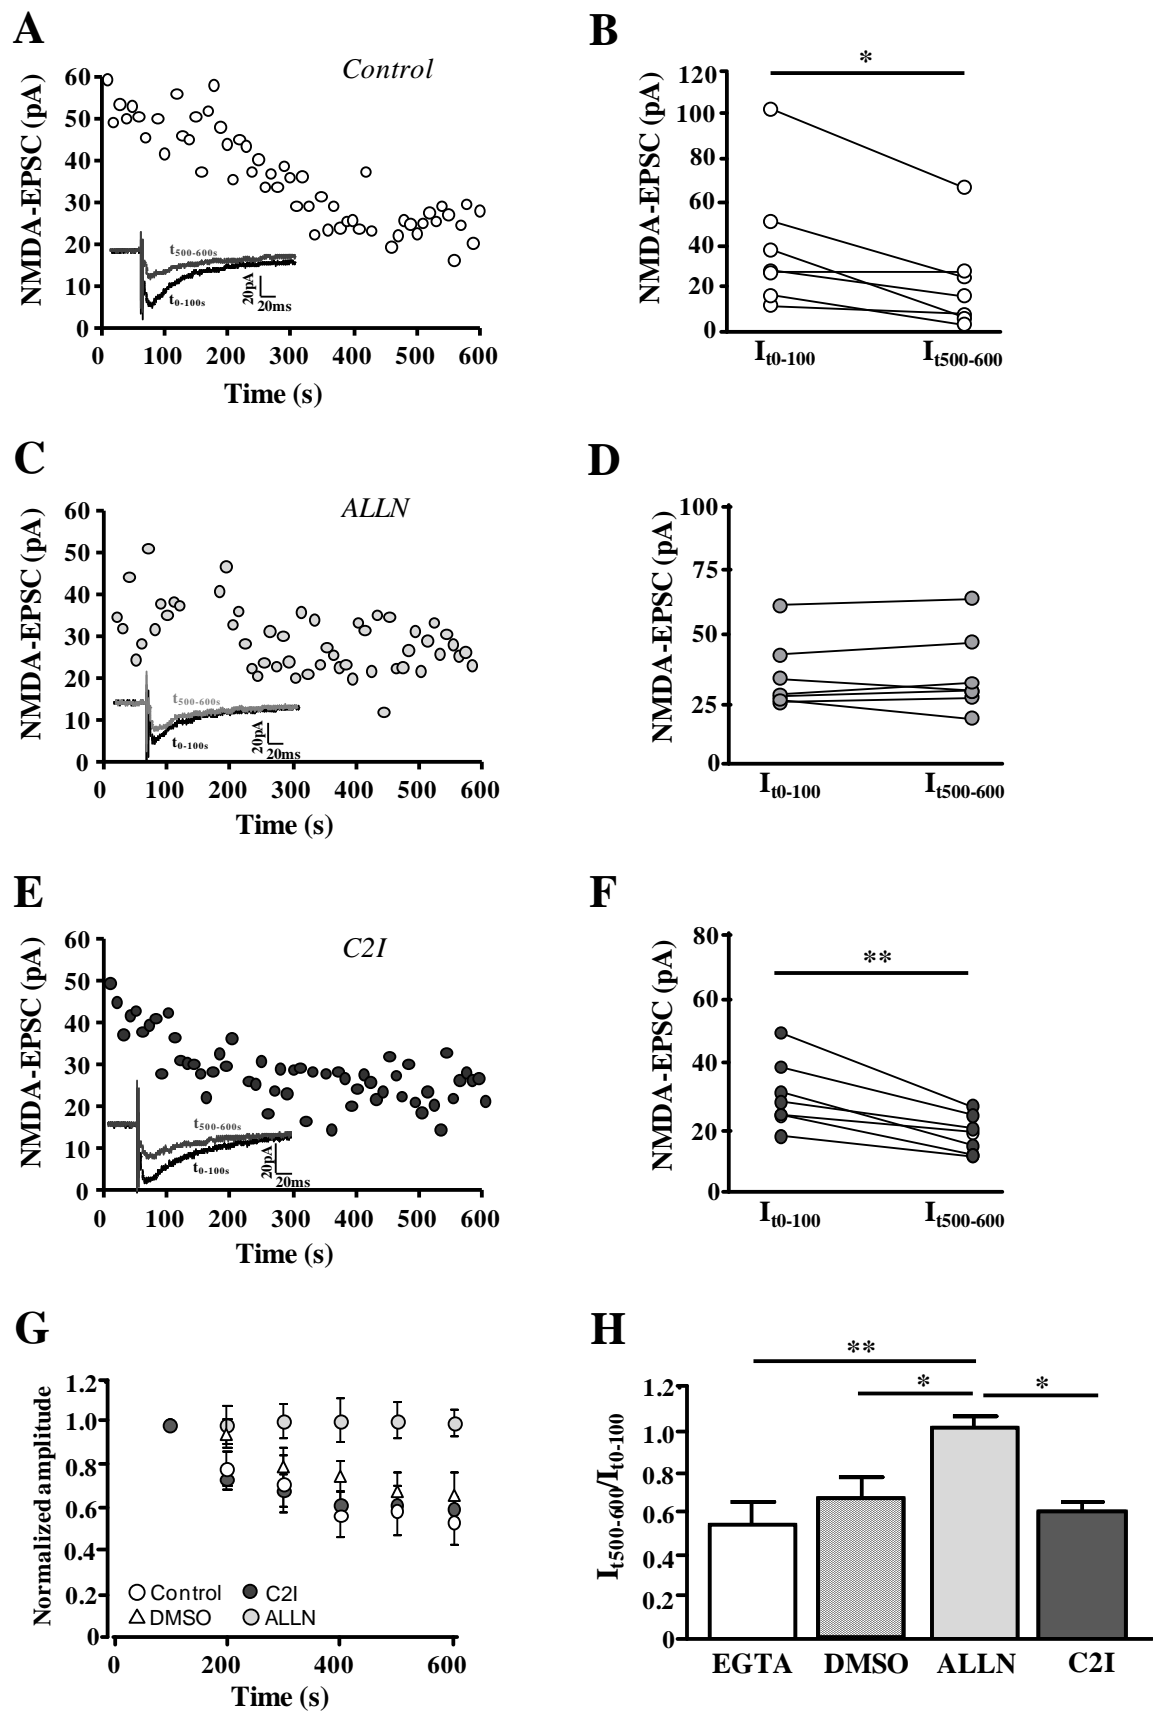 A
Control
NMDA-EPSC (pA)
60
50
40
30
20
10
0
t500-600s
t0-100s
20pA
20ms
0 100 200 300 400 500 600
Time (s)
B
*
NMDA-EPSC (pA)
120
100
80
60
40
20
0
It0-100 It500-600
C
ALLN
NMDA-EPSC (pA)
60
50
40
30
20
10
0
t500-600s
t0-100s
20pA
20ms
0 100 200 300 400 500 600
Time (s)
D
NMDA-EPSC (pA)
100
75
50
25
0
It0-100 It500-600
E
C2I
NMDA-EPSC (pA)
60
50
40
30
20
10
0
t500-600s
t0-100s
20pA
20ms
0 100 200 300 400 500 600
Time (s)
F
**
NMDA-EPSC (pA)
80
60
40
20
0
It0-100 It500-600
G
Normalized amplitude
1.2
1.0
0.8
0.6
0.4
0.2
0
Control C2I
DMSO ALLN
0 200 400 600
Time (s)
H
**
* *
It500-600/It0-100
1.2
1.0
0.8
0.6
0.4
0.2
0
EGTA DMSO ALLN C2I